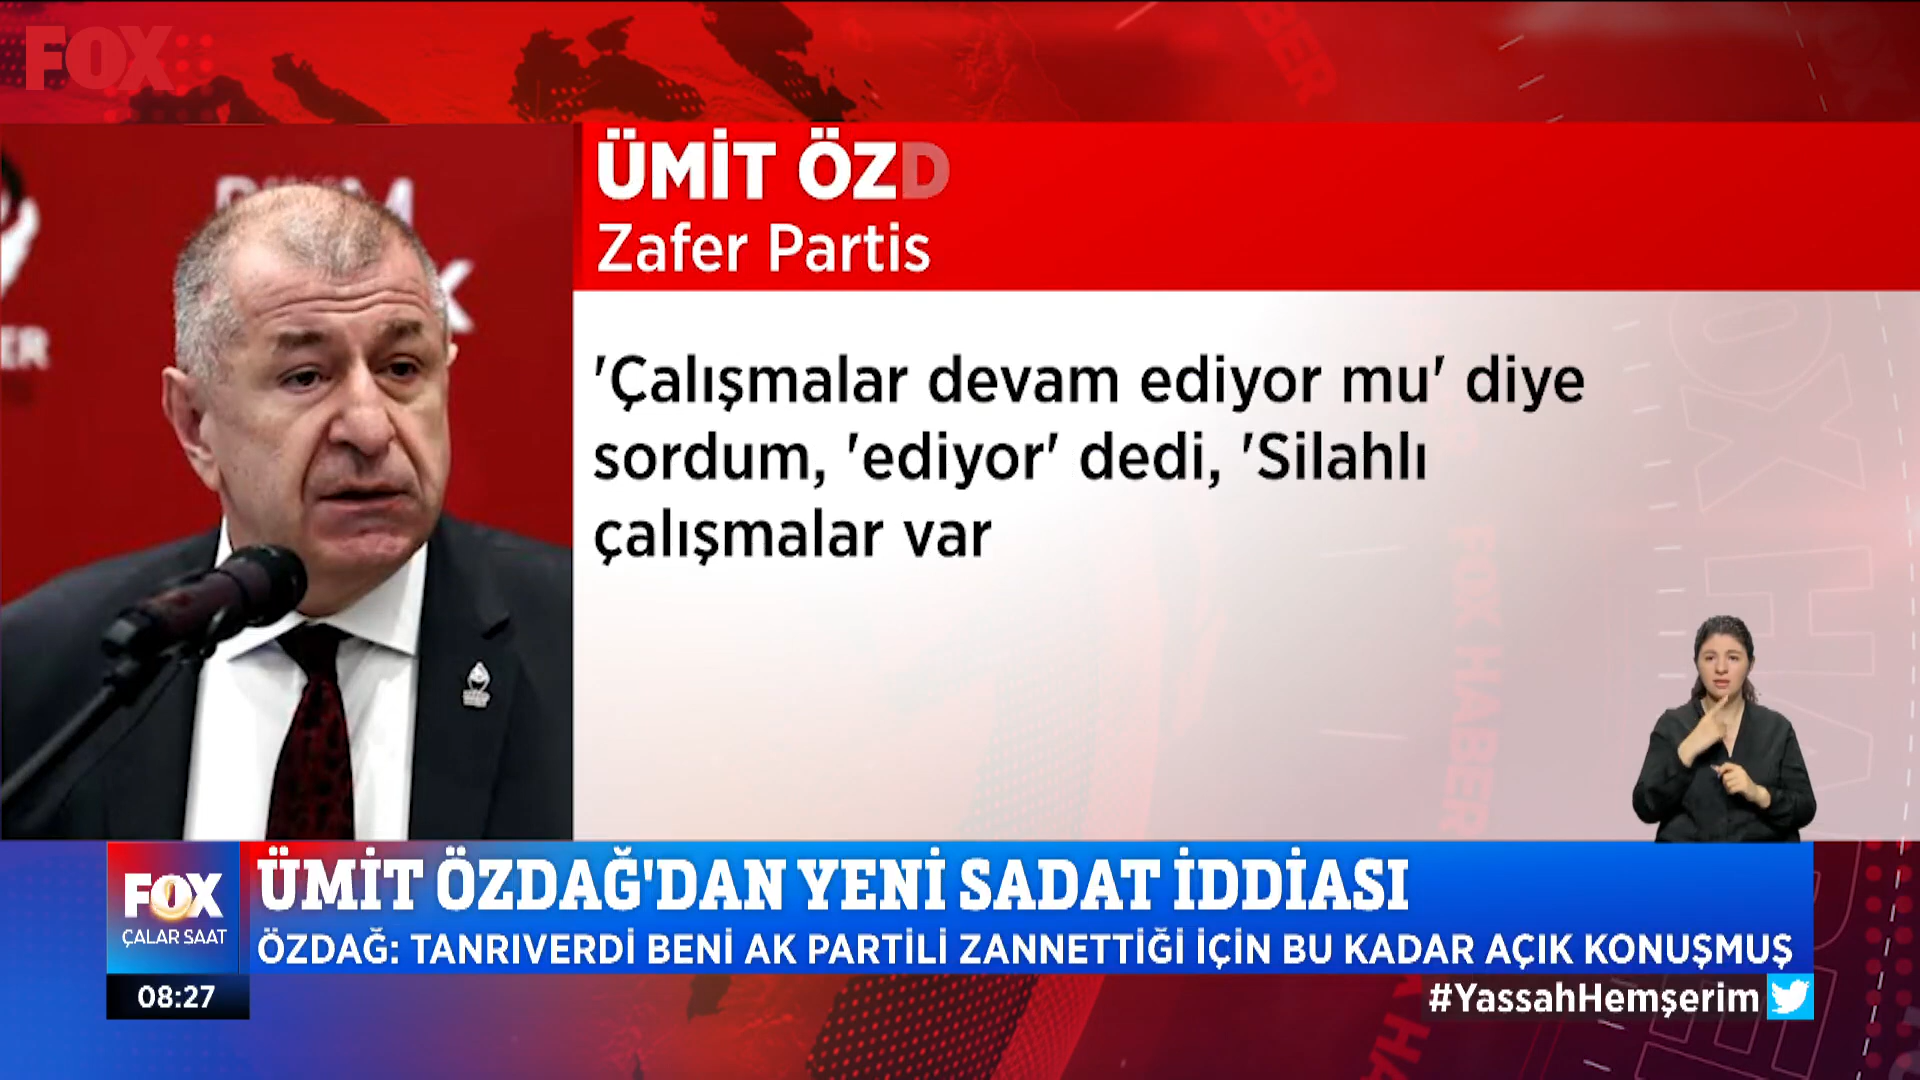 FOX
ÜMİT ÖZD
Zafer Partis
'Çalışmalar devam ediyor mu' diye
sordum, 'ediyor' dedi, 'Silahlı
çalışmalar var
FOX
ÇALAR SAAT
ÜMİT ÖZDAĞ'DAN YENİ SADAT İDDİASI
ÖZDAĞ: TANRIVERDİ BENİ AK PARTİLİ ZANNETTİĞİ İÇİN BU KADAR AÇIK KONUŞMUŞ
08:27
#YassahHemşerim